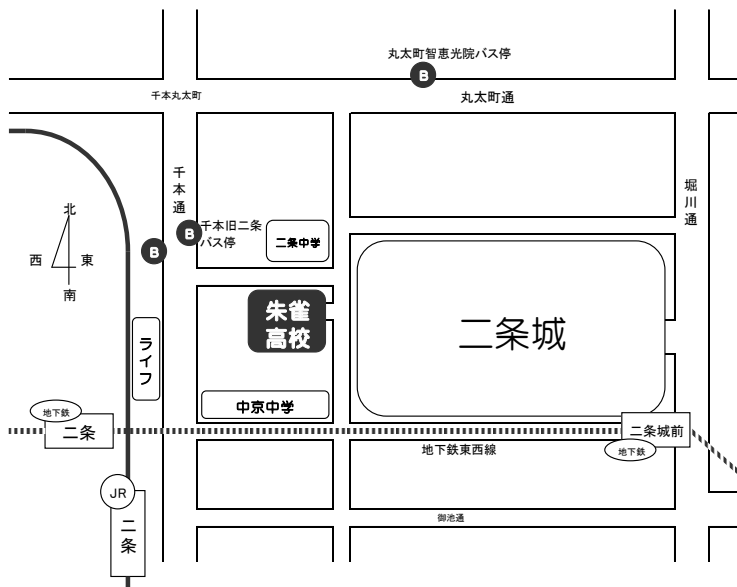 丸太町智恵光院バス停
B
千本丸太町
丸太町通
千本通
堀川通
北
西
東
南
B
千本旧二条
バス停
二条中学
B
朱雀
高校
二条城
ライフ
中京中学
地下鉄
二条
二条城前
地下鉄
地下鉄東西線
JR
二条
御池通